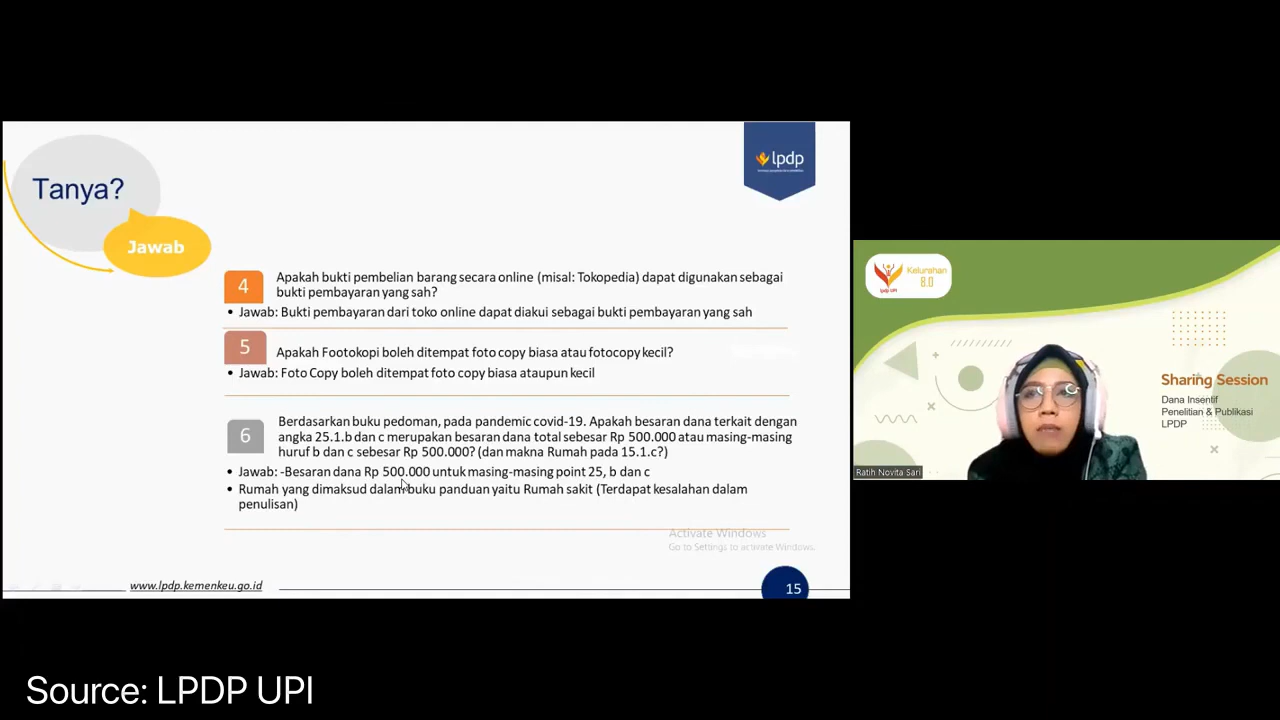 Tanya?
Jawab
lpdp
4
Apakah bukti pembelian barang secara online (misal: Tokopedia) dapat digunakan sebagai
bukti pembayaran yang sah?
• Jawab: Bukti pembayaran dari toko online dapat diakui sebagai bukti pembayaran yang sah
5
Apakah Footokopi boleh ditempat foto copy biasa atau fotocopy kecil?
• Jawab: Foto Copy boleh ditempat foto copy biasa ataupun kecil
6
Berdasarkan buku pedoman, pada pandemic covid-19. Apakah besaran dana terkait dengan
angka 25.1.b dan c merupakan besaran dana total sebesar Rp 500.000 atau masing-masing
huruf b dan c sebesar Rp 500.000? (dan makna Rumah pada 15.1.c?)
• Jawab: -Besaran dana Rp 500.000 untuk masing-masing point 25, b dan c
• Rumah yang dimaksud dalam buku panduan yaitu Rumah sakit (Terdapat kesalahan dalam
penulisan)
Activate Windows
Go to Settings to activate Windows.
www.lpdp.kemenkeu.go.id
15
lpdp UPI
Kelurahan
8.0
Sharing Session
Dana Insentif
Penelitian & Publikasi
LPDP
Ratih Novita Sari
Source: LPDP UPI